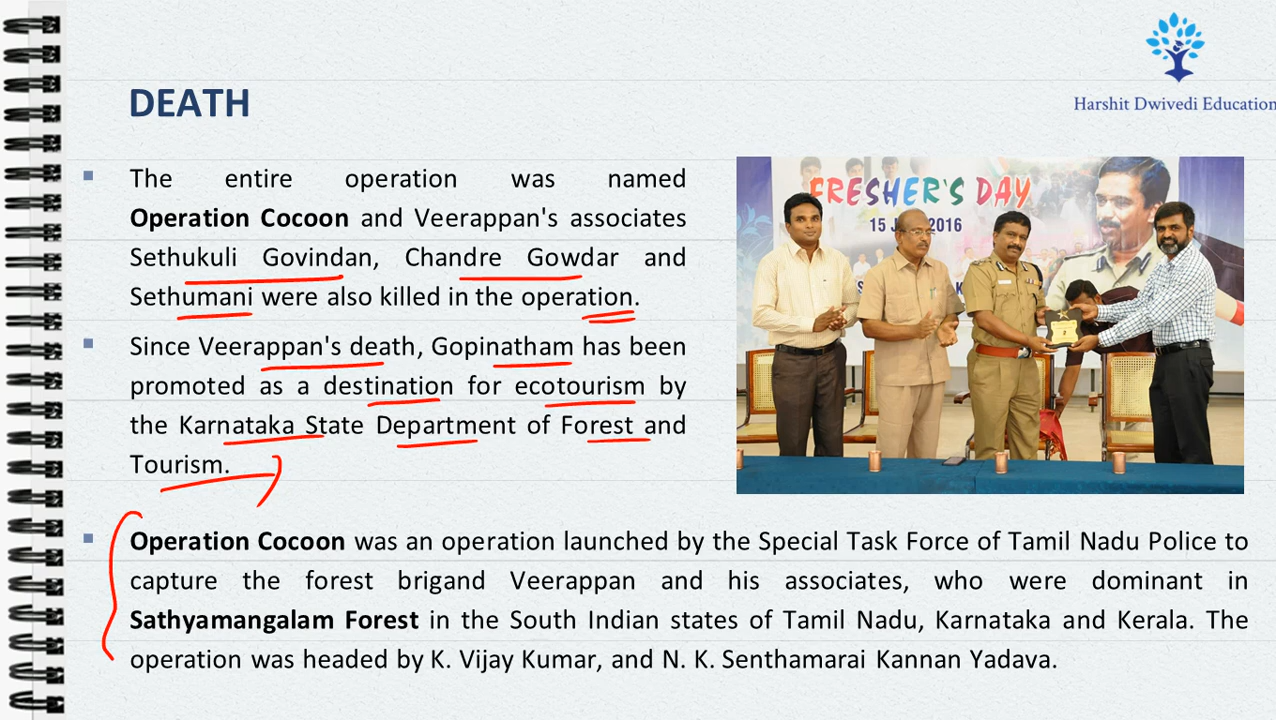 Harshit Dwivedi Education
DEATH
The entire operation was named
Operation Cocoon and Veerappan's associates
Sethukuli Govindan, Chandre Gowdar and
Sethumani were also killed in the operation.
Since Veerappan's death, Gopinatham has been
promoted as a destination for ecotourism by
the Karnataka State Department of Forest and
Tourism.
FRESHER'S DAY
15 2016
Operation Cocoon was an operation launched by the Special Task Force of Tamil Nadu Police to
capture the forest brigand Veerappan and his associates, who were dominant in
Sathyamangalam Forest in the South Indian states of Tamil Nadu, Karnataka and Kerala. The
operation was headed by K. Vijay Kumar, and N. K. Senthamarai Kannan Yadava.